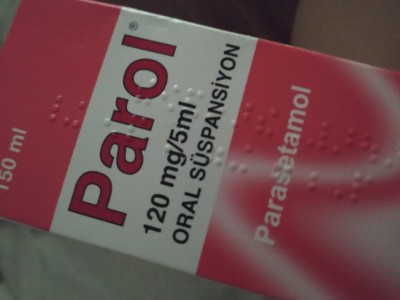 Parol®
120 mg/5ml
ORAL SÜSPANSİYON
Parasetamol
150 ml